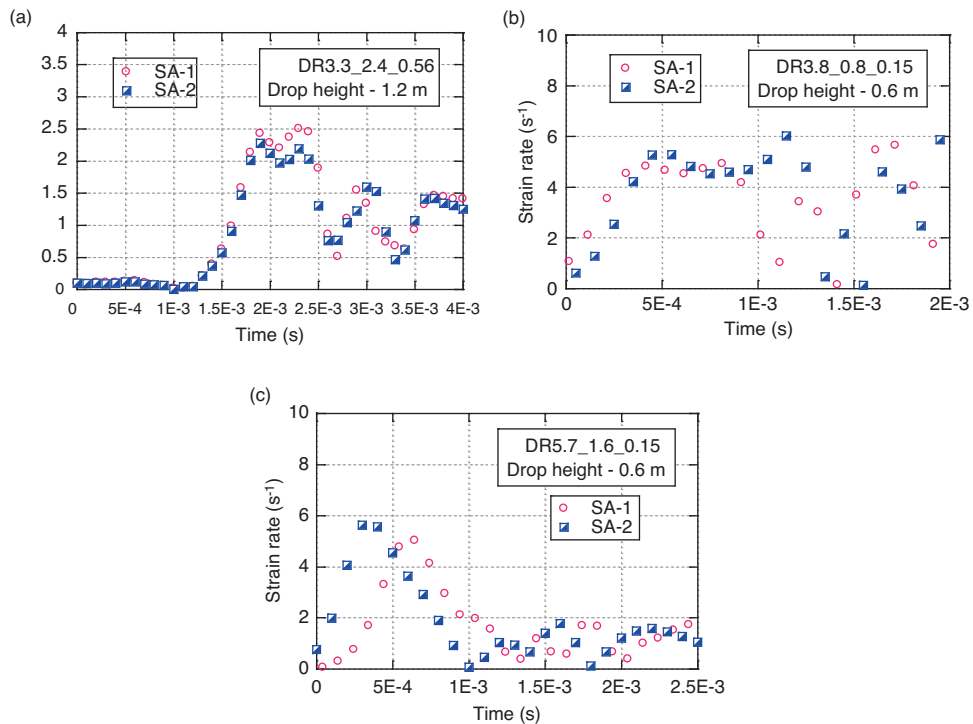 (a)
4
3.5
3
2.5
2
1.5
1
0.5
0
SA-1
SA-2
DR3.3_2.4_0.56
Drop height - 1.2 m
0 5E-4 1E-3 1.5E-3 2E-3 2.5E-3 3E-3 3.5E-3 4E-3
Time (s)
(b)
Strain rate (s-1)
10
8
6
4
2
0
SA-1
SA-2
DR3.8_0.8_0.15
Drop height - 0.6 m
0 5E-4 1E-3 1.5E-3 2E-3
Time (s)
(c)
Strain rate (s-1)
10
8
6
4
2
0
DR5.7_1.6_0.15
Drop height - 0.6 m
SA-1
SA-2
0 5E-4 1E-3 1.5E-3 2E-3 2.5E-3
Time (s)